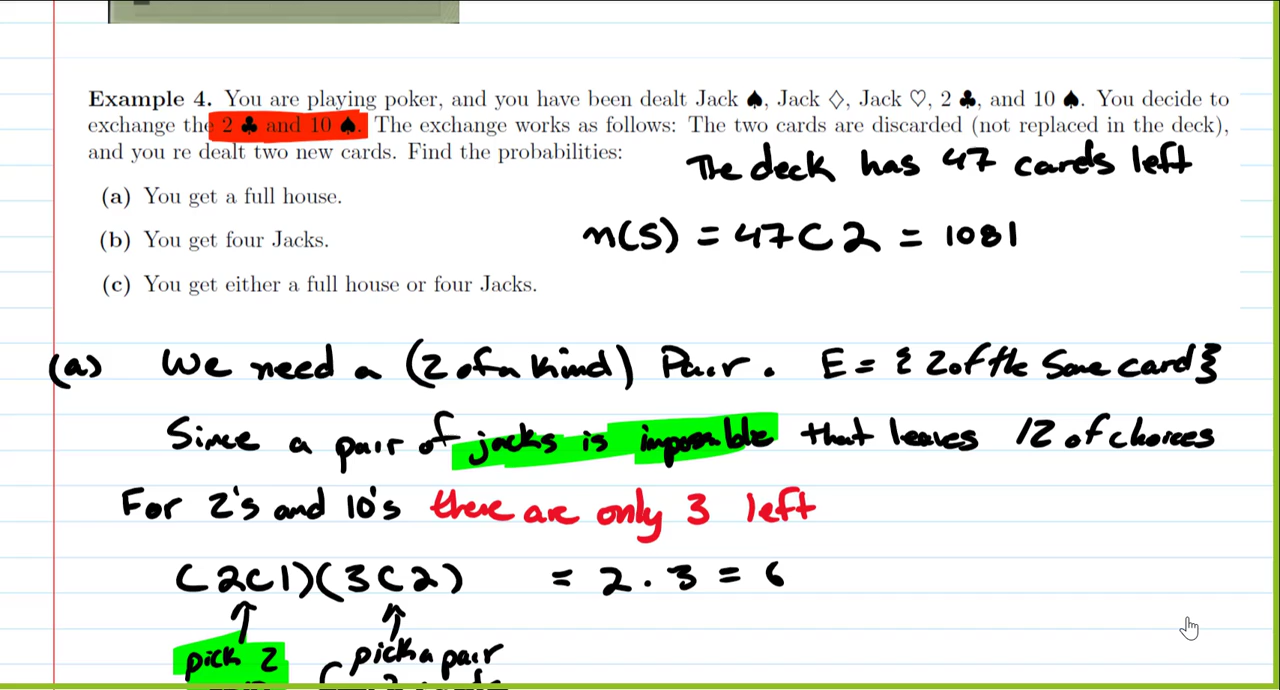 Example 4. You are playing poker, and you have been dealt Jack ♠, Jack ♢, Jack ♡, 2 ♣, and 10 ♠. You decide to
exchange the 2 ♣ and 10 ♠. The exchange works as follows: The two cards are discarded (not replaced in the deck),
and you re dealt two new cards. Find the probabilities:
The deck has 47 cards left
(a) You get a full house.
(b) You get four Jacks.
n(S) = 47C2 = 1081
(c) You get either a full house or four Jacks.
(a) We need a (2 of a kind) Pair. E = { 2 of the Same card }
Since a pair of jacks is impossible that leaves 12 of choices
For 2's and 10's there are only 3 left
(2C1)(3C2) = 2 · 3 = 6
pick 2 pick a pair